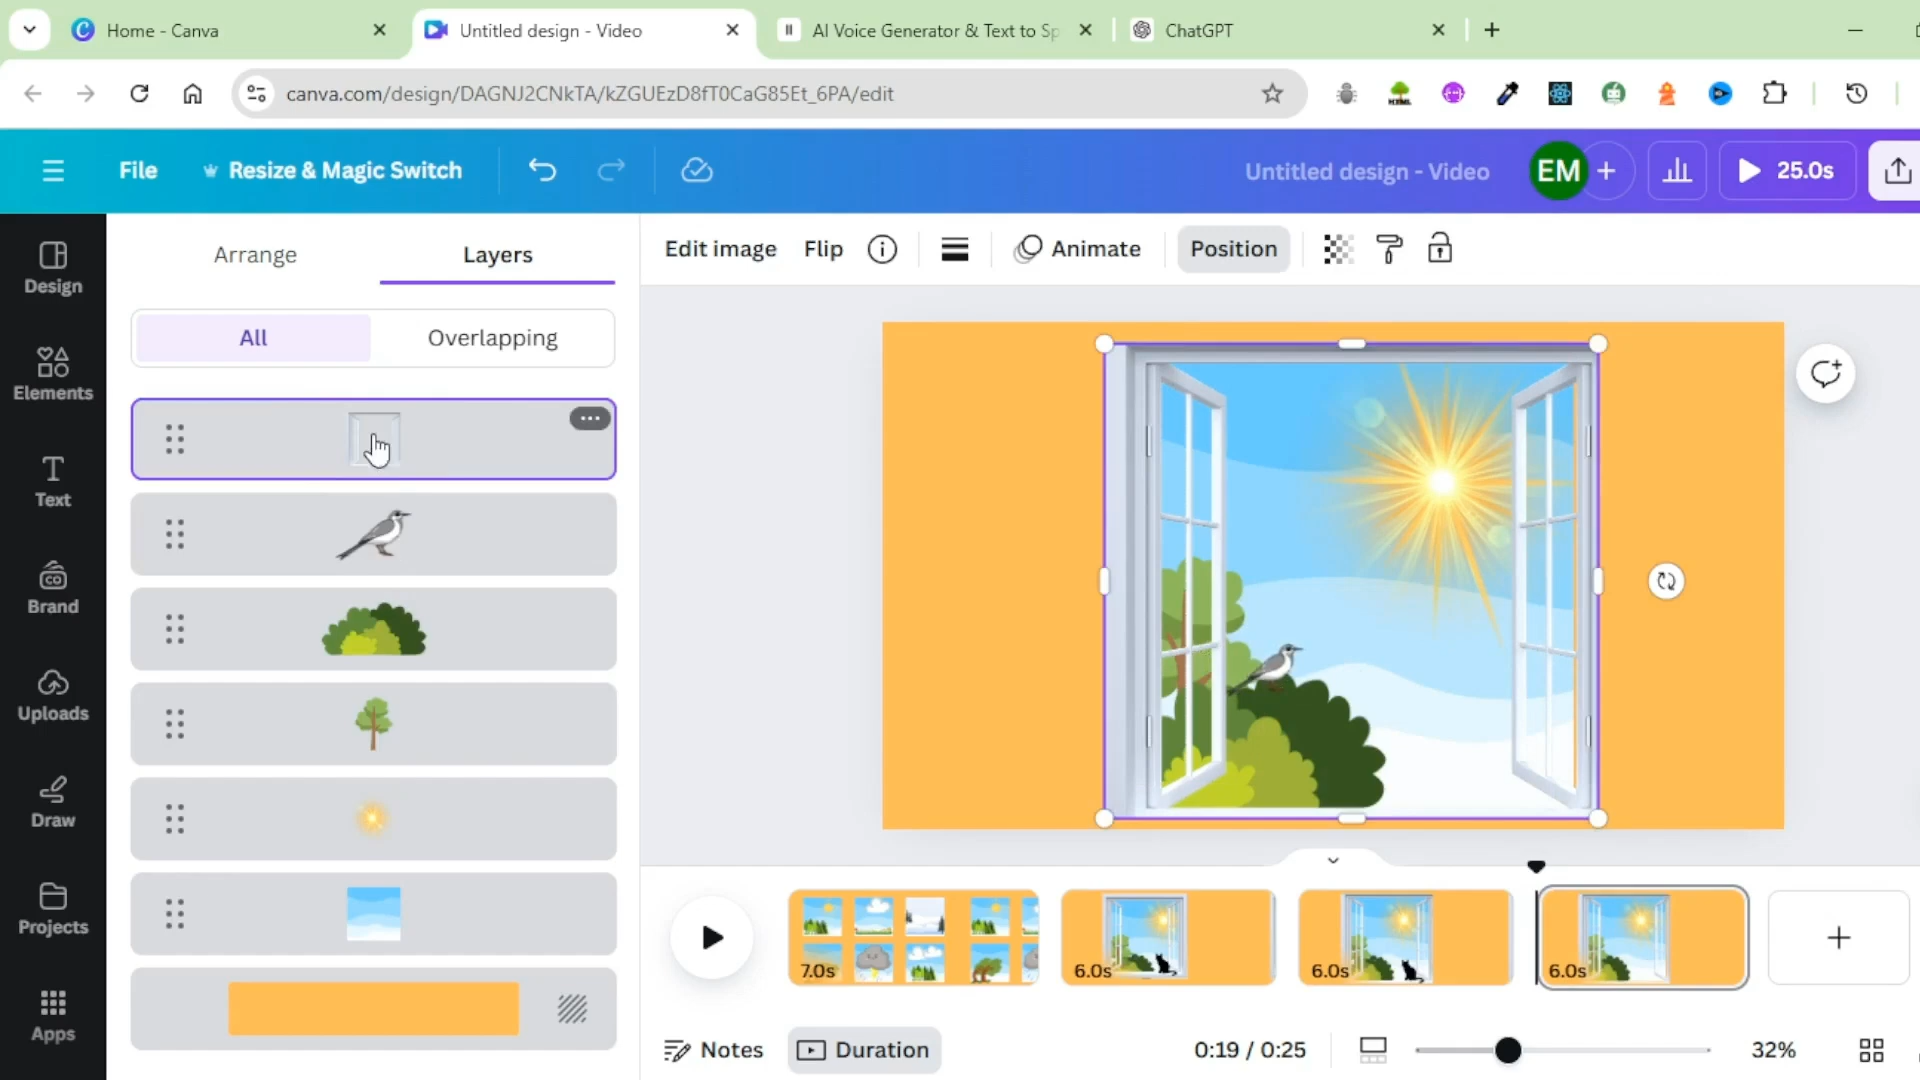 Home - Canva
Untitled design - Video
AI Voice Generator & Text to Sp
ChatGPT
canva.com/design/DAGNJ2CNkTA/kZGUEzD8fT0CaG85Et_6PA/edit
File
Resize & Magic Switch
Untitled design - Video
EM
25.0s
Design
Elements
Text
Brand
Uploads
Draw
Projects
Apps
Arrange
Layers
All
Overlapping
Edit image
Flip
Animate
Position
7.0s
6.0s
6.0s
6.0s
Notes
Duration
0:19 / 0:25
32%